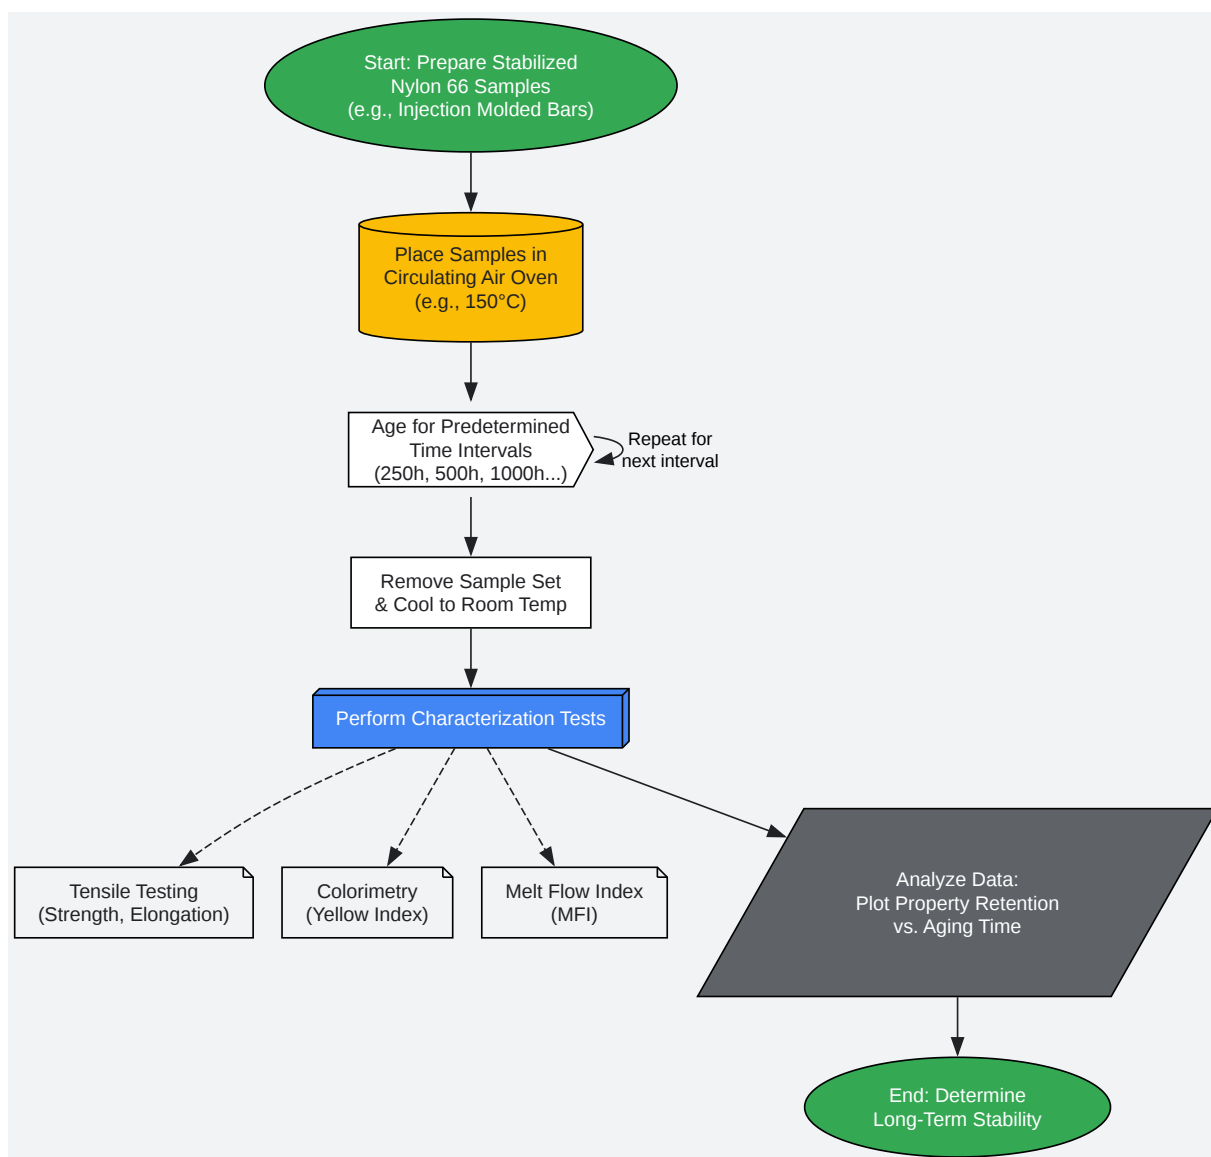 Start: Prepare Stabilized
Nylon 66 Samples
(e.g., Injection Molded Bars)
Place Samples in
Circulating Air Oven
(e.g., 150°C)
Age for Predetermined
Time Intervals
(250h, 500h, 1000h...)
Repeat for
next interval
Remove Sample Set
& Cool to Room Temp
Perform Characterization Tests
Tensile Testing
(Strength, Elongation)
Colorimetry
(Yellow Index)
Melt Flow Index
(MFI)
Analyze Data:
Plot Property Retention
vs. Aging Time
End: Determine
Long-Term Stability